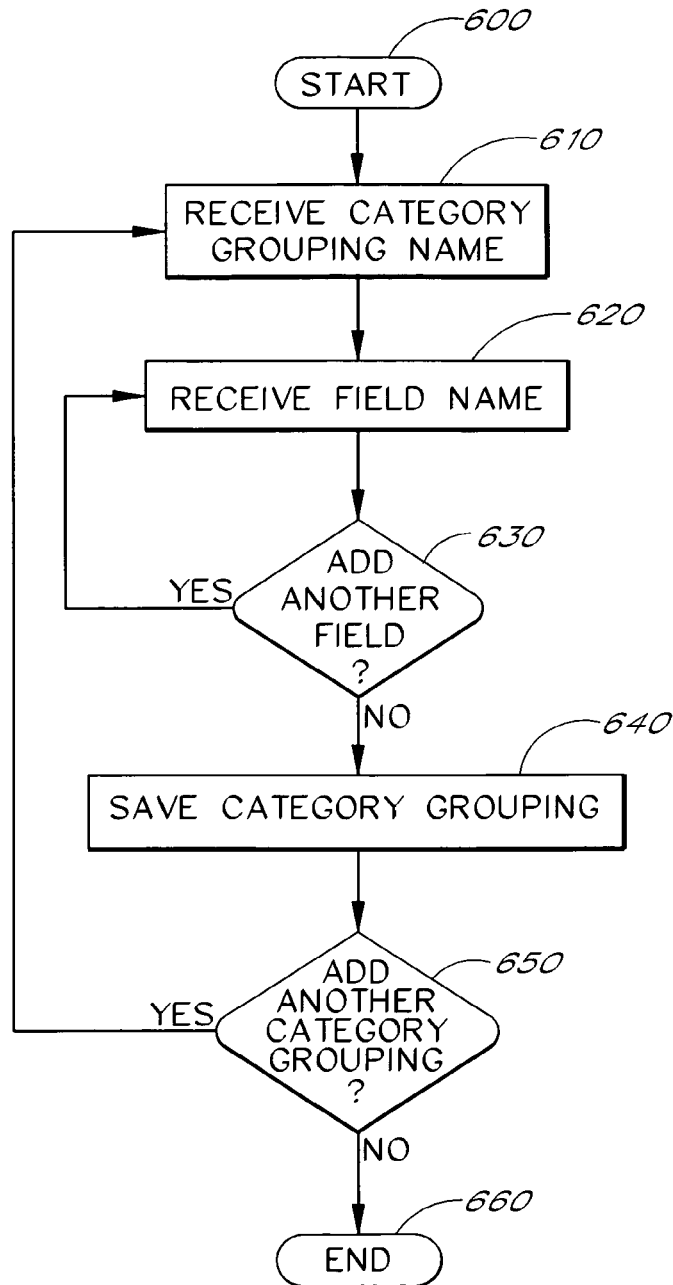 600
START
610
RECEIVE CATEGORY
GROUPING NAME
620
RECEIVE FIELD NAME
630
ADD
ANOTHER
FIELD
?
YES
NO
640
SAVE CATEGORY GROUPING
650
ADD
ANOTHER
CATEGORY
GROUPING
?
YES
NO
660
END